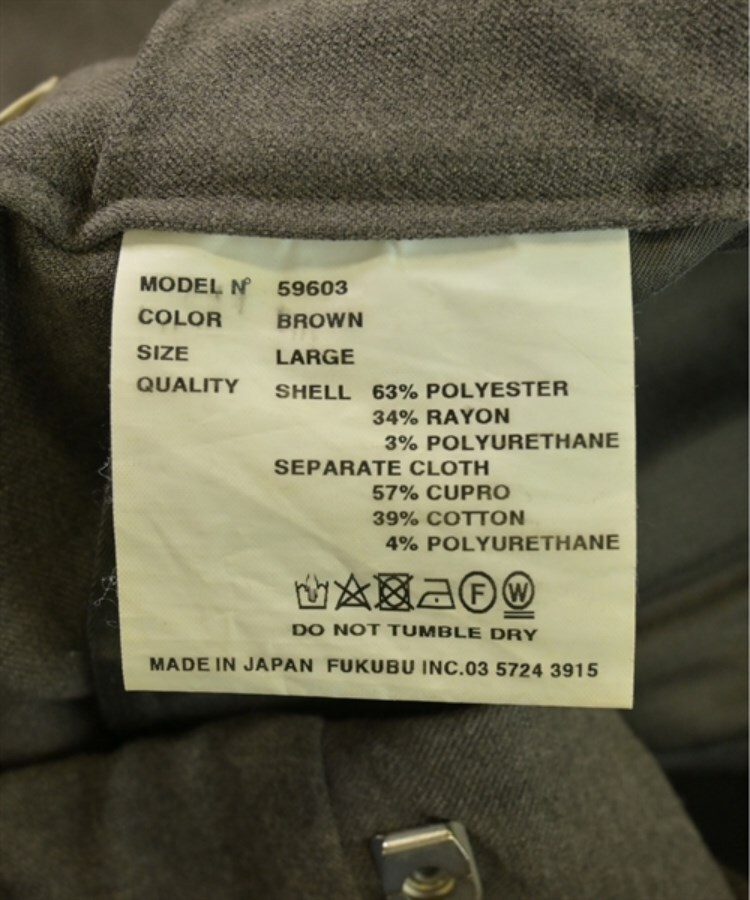 MODEL N° 59603
COLOR BROWN
SIZE LARGE
QUALITY SHELL 63% POLYESTER
34% RAYON
3% POLYURETHANE
SEPARATE CLOTH
57% CUPRO
39% COTTON
4% POLYURETHANE
F W
DO NOT TUMBLE DRY
MADE IN JAPAN FUKUBU INC.03 5724 3915